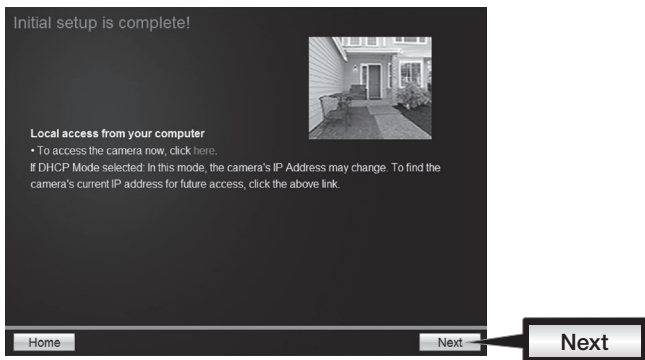 Initial setup is complete!
Local access from your computer
• To access the camera now, click here.
If DHCP Mode selected: In this mode, the camera's IP Address may change. To find the
camera's current IP address for future access, click the above link.
Home
Next
Next